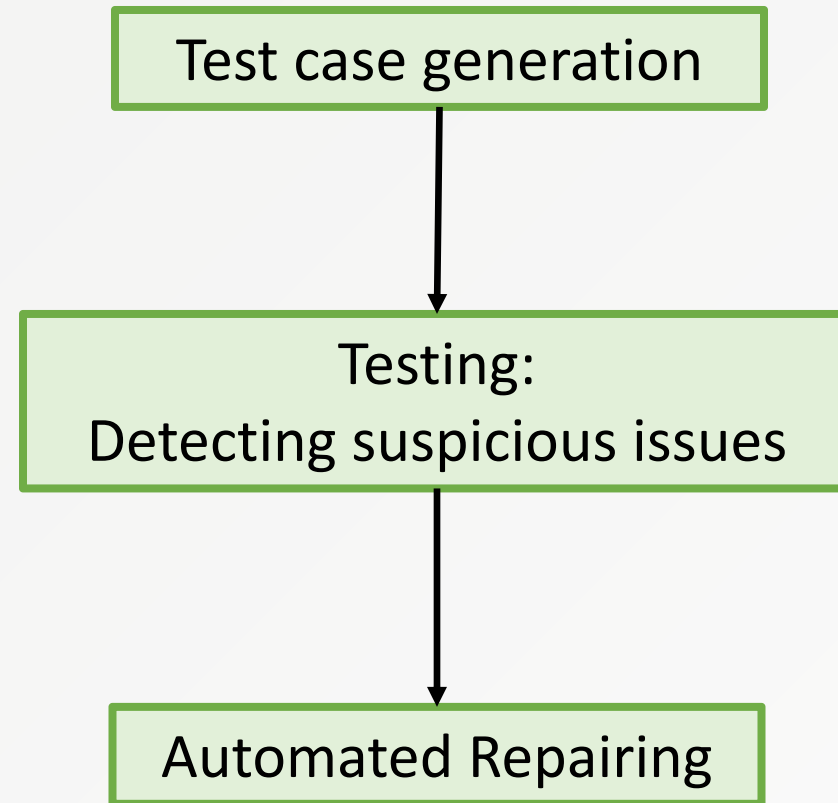 Test case generation
Testing:
Detecting suspicious issues
Automated Repairing